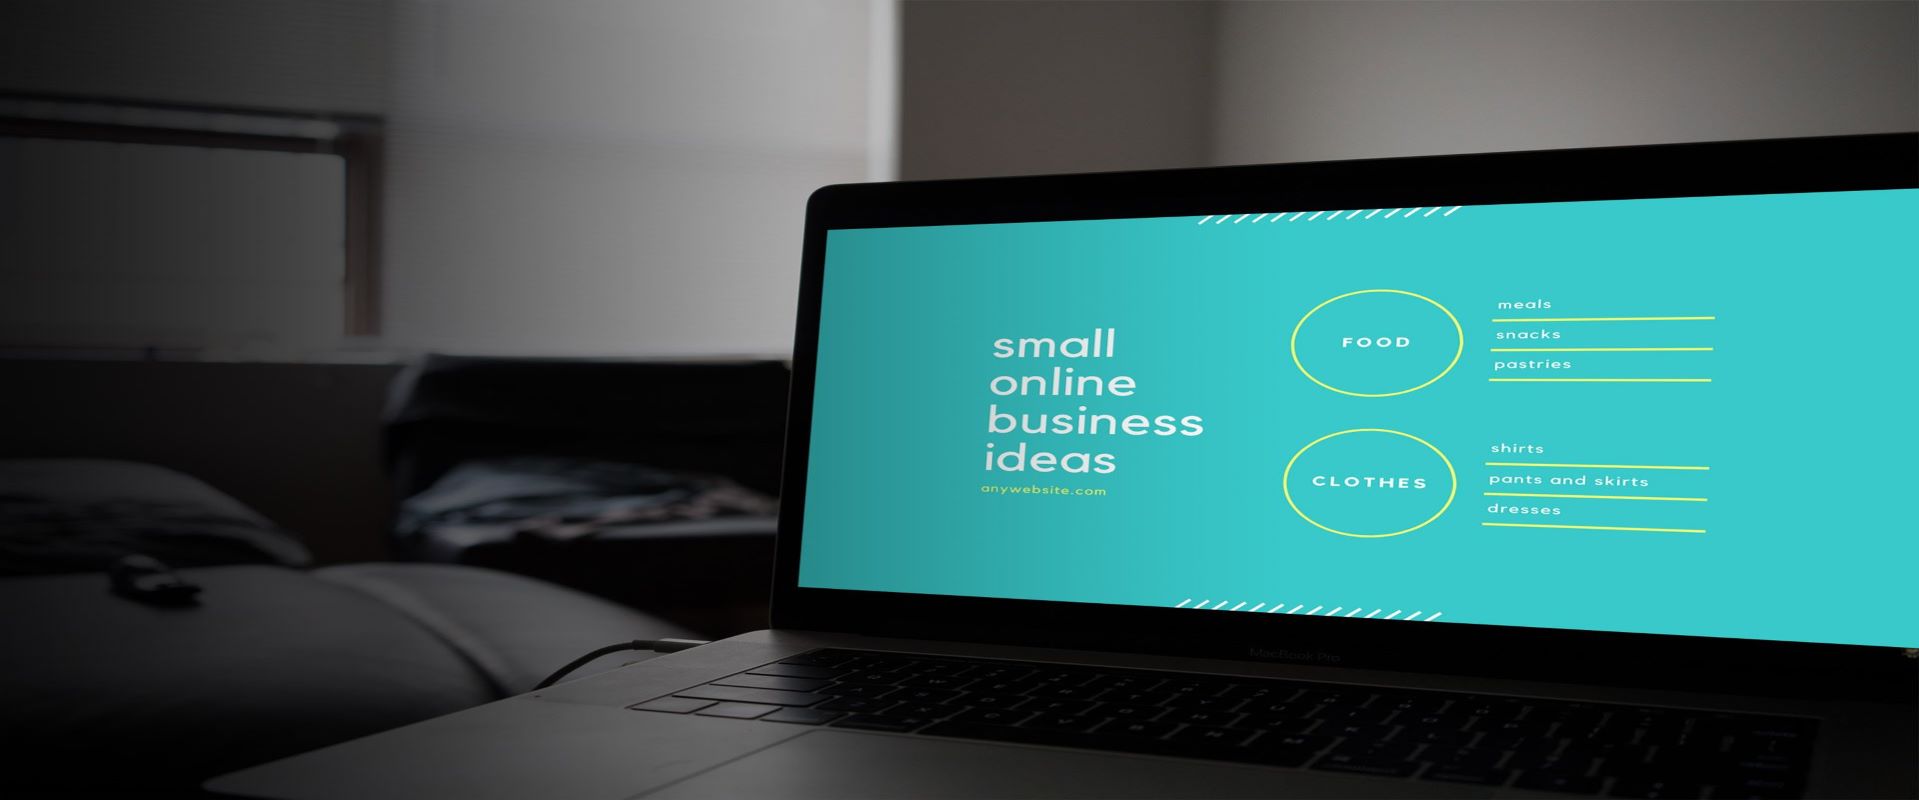 small
online
business
ideas
anywebsite.com
FOOD
meals
snacks
pastries
CLOTHES
shirts
pants and skirts
dresses
MacBook Pro